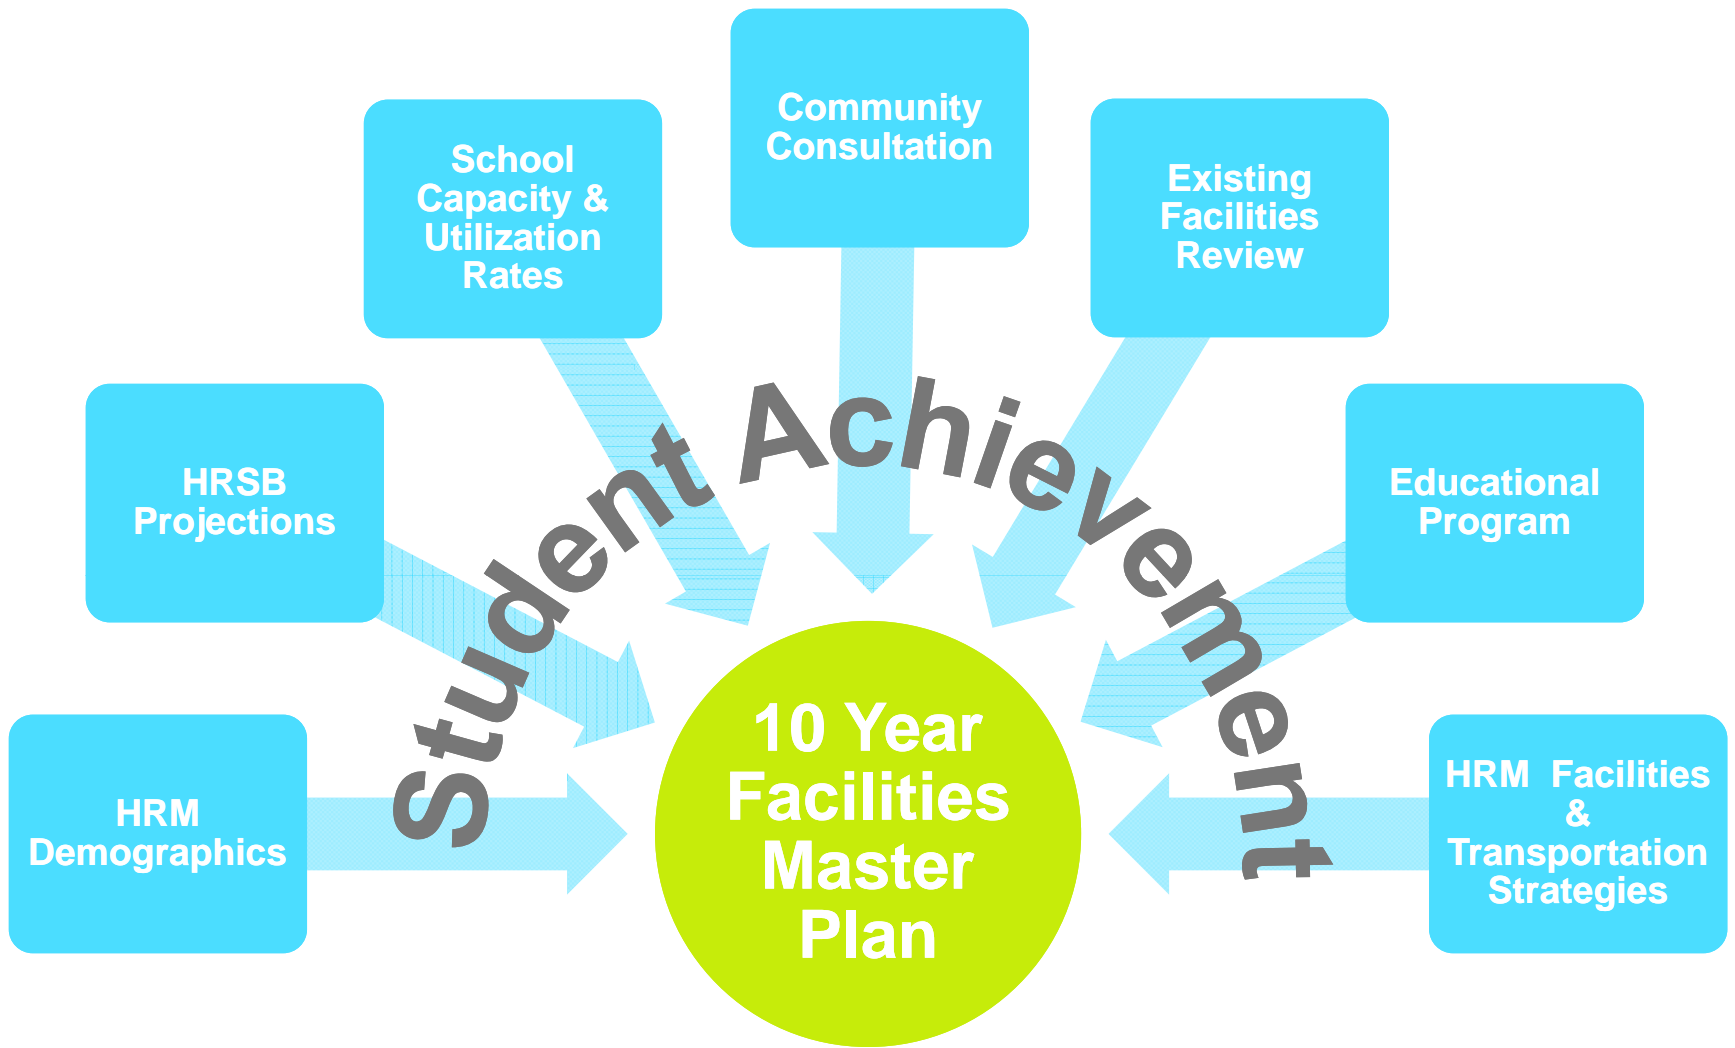 Community
Consultation
School
Capacity &
Utilization
Rates
Existing
Facilities
Review
HRSB
Projections
Educational
Program
Student Achievement
HRM
Demographics
10 Year
Facilities
Master
Plan
HRM  Facilities
&
Transportation
Strategies